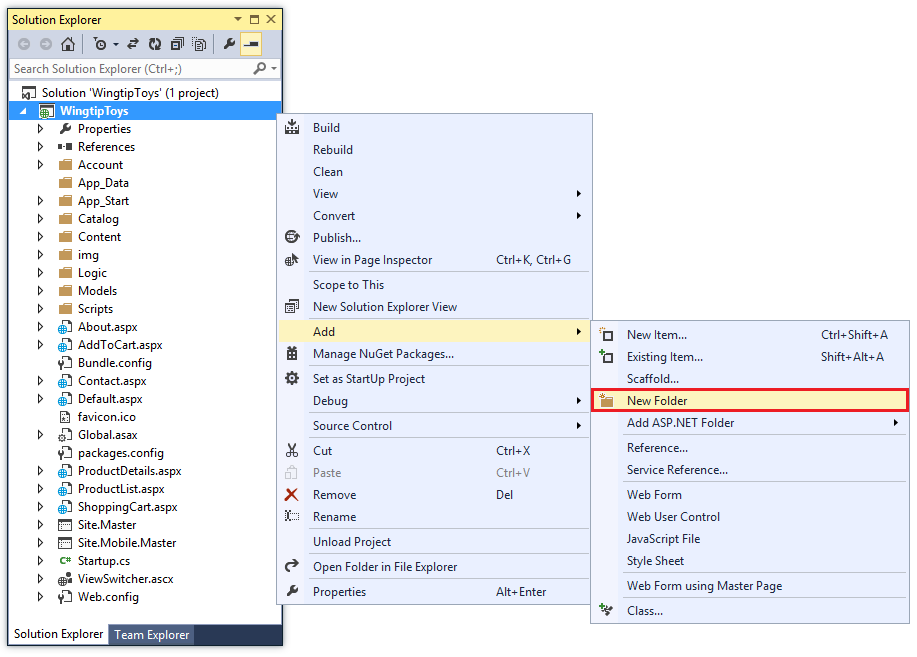 Solution Explorer
Search Solution Explorer (Ctrl+;)
Solution 'WingtipToys' (1 project)
WingtipToys
Properties
References
Account
App_Data
App_Start
Catalog
Content
img
Logic
Models
Scripts
About.aspx
AddToCart.aspx
Bundle.config
Contact.aspx
Default.aspx
favicon.ico
Global.asax
packages.config
ProductDetails.aspx
ProductList.aspx
ShoppingCart.aspx
Site.Master
Site.Mobile.Master
C# Startup.cs
ViewSwitcher.ascx
Web.config
Solution Explorer Team Explorer
Build
Rebuild
Clean
View
Convert
Publish...
View in Page Inspector Ctrl+K, Ctrl+G
Scope to This
New Solution Explorer View
Add
Manage NuGet Packages...
Set as StartUp Project
Debug
Source Control
Cut Ctrl+X
Paste Ctrl+V
Remove Del
Rename
Unload Project
Open Folder in File Explorer
Properties Alt+Enter
New Item... Ctrl+Shift+A
Existing Item... Shift+Alt+A
Scaffold...
New Folder
Add ASP.NET Folder
Reference...
Service Reference...
Web Form
Web User Control
JavaScript File
Style Sheet
Web Form using Master Page
Class...